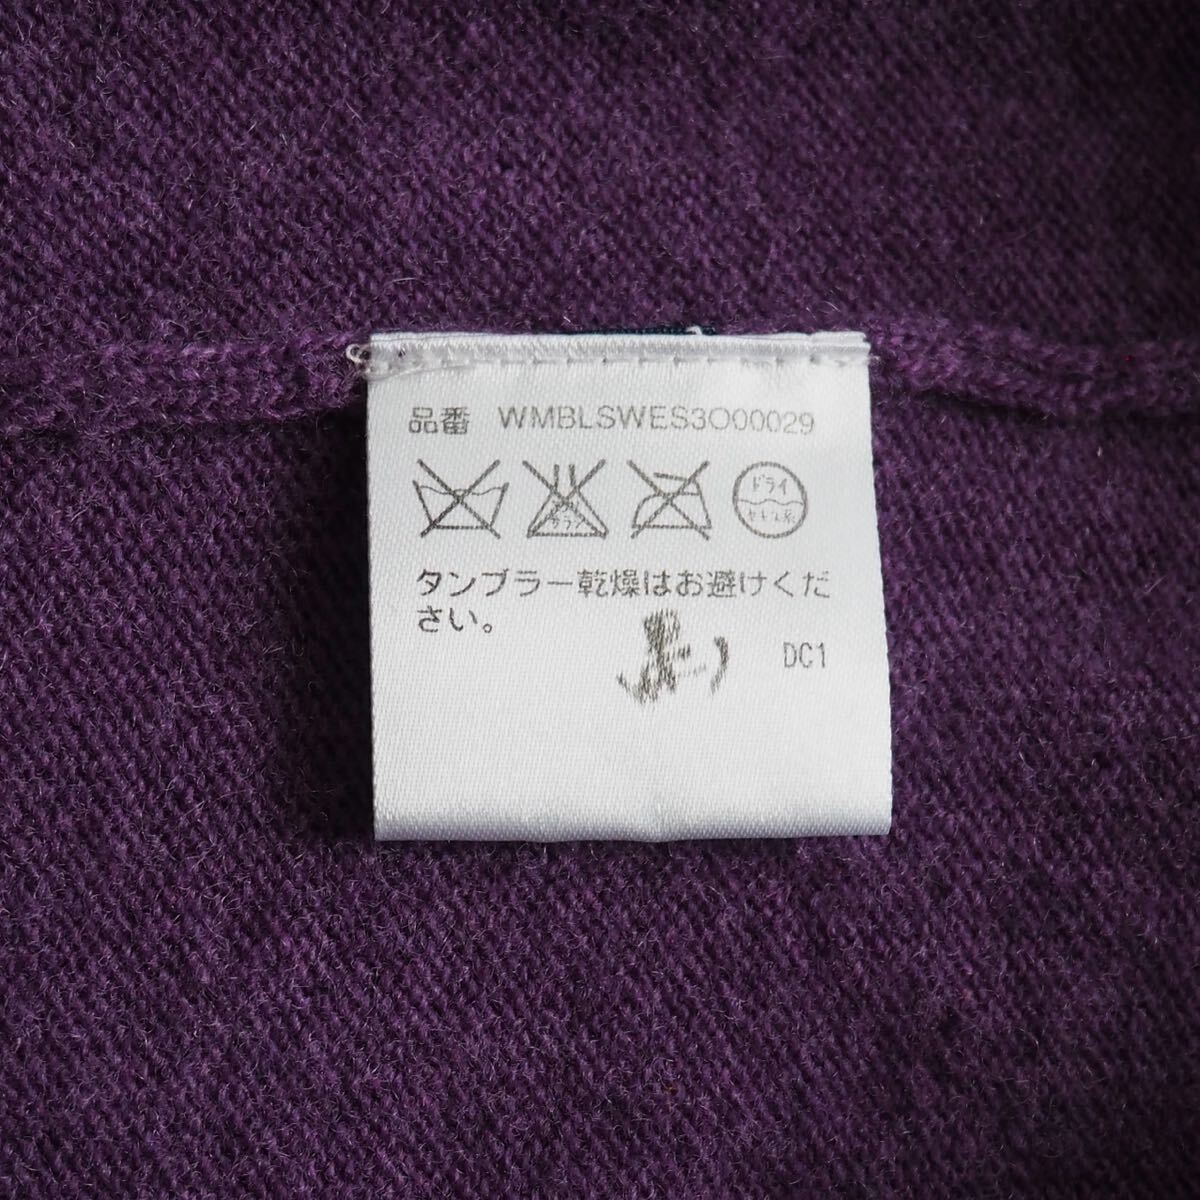 品番 WMBLSWES3O00029
ドライ
セキユ系
タンブラー乾燥はお避けくだ
さい。
DC1